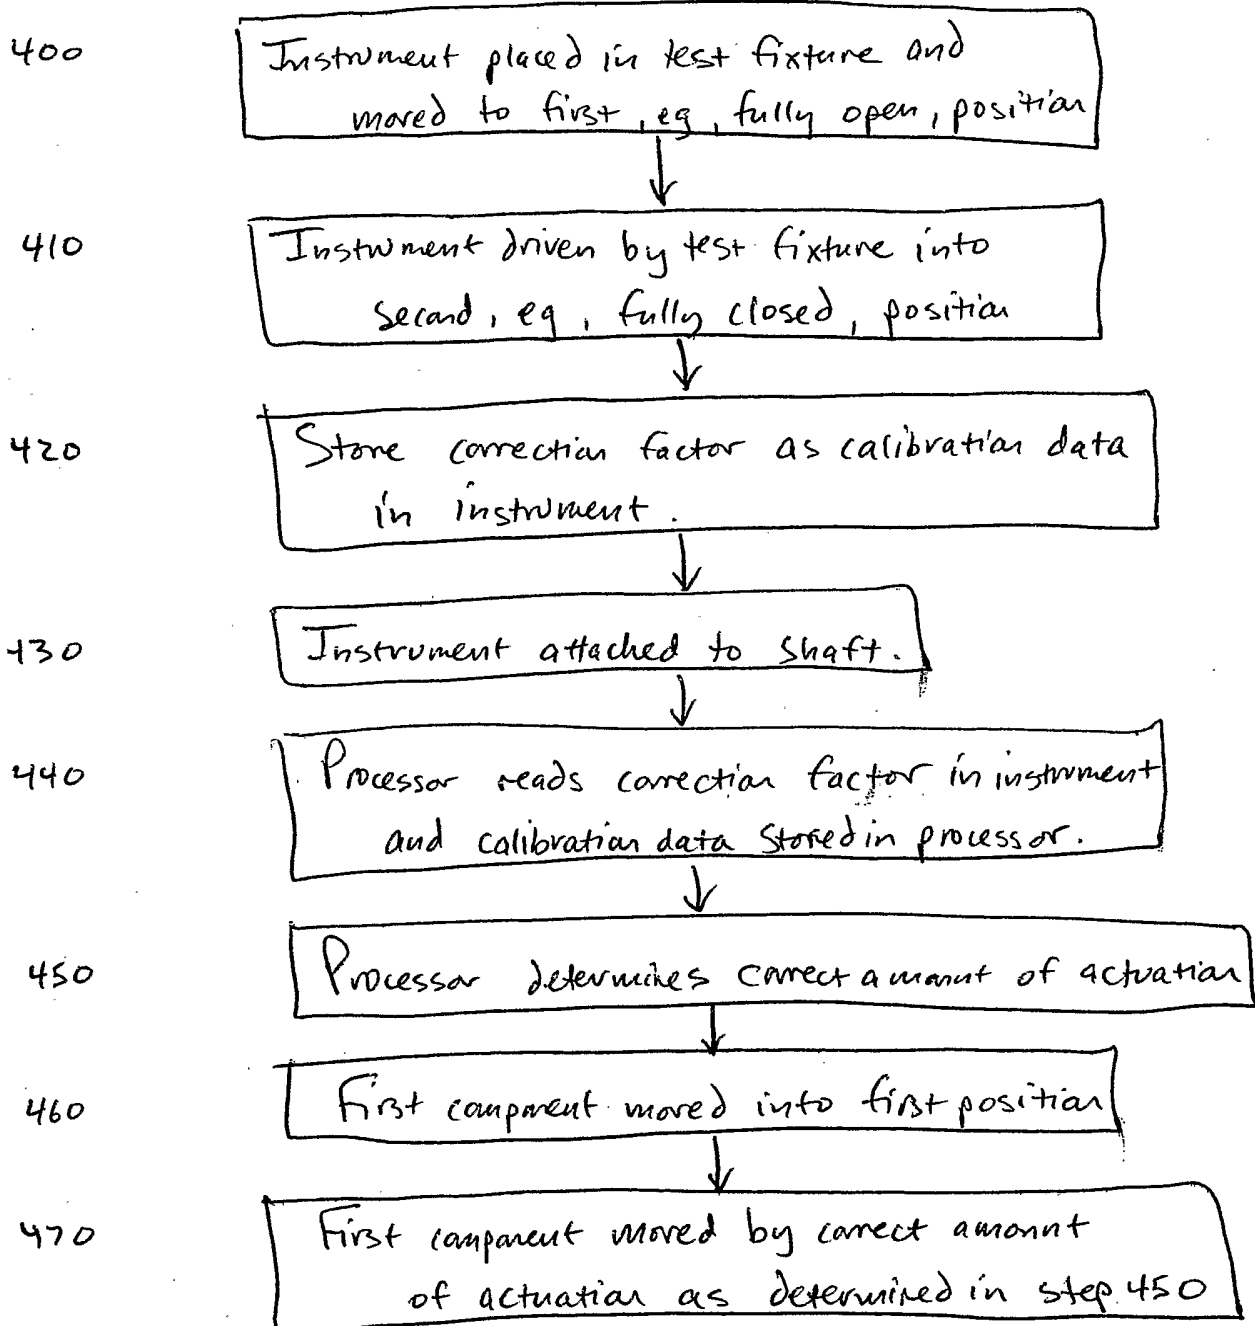 400
Instrument placed in test fixture and
moved to first, eg, fully open, position
410
Instrument driven by test fixture into
second, eg, fully closed, position
420
Store correction factor as calibration data
in instrument.
430
Instrument attached to shaft.
440
Processor reads correction factor in instrument
and calibration data stored in processor.
450
Processor determines correct amount of actuation
460
First component moved into first position
470
First component moved by correct amount
of actuation as determined in step 450